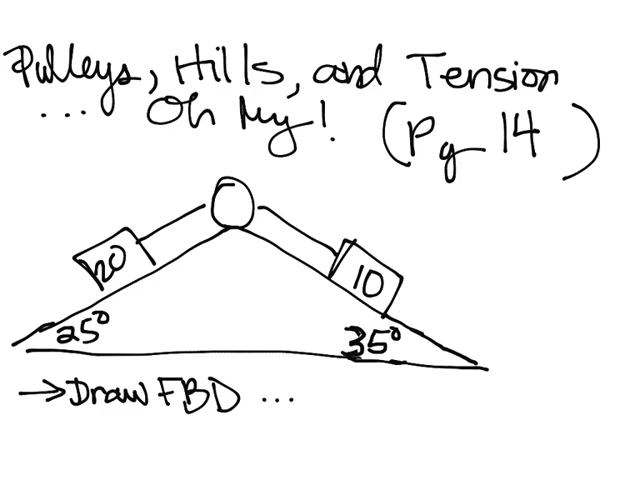 Pulleys, Hills, and Tension
... Oh My! (Pg 14)
20
10
25°
35°
→ Draw FBD ...